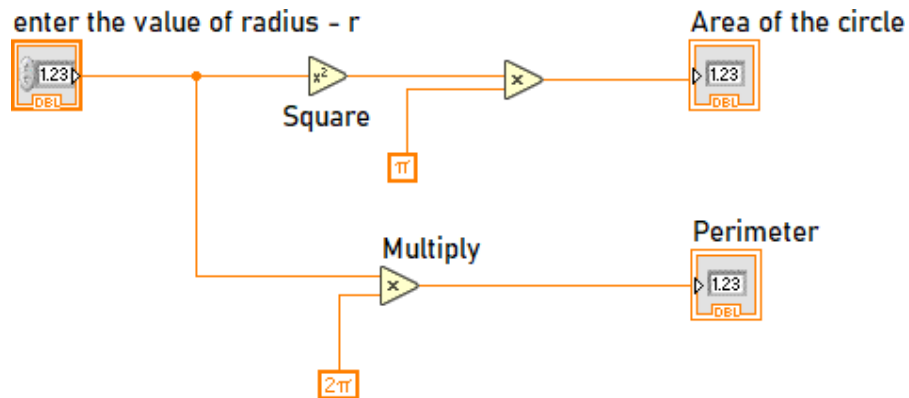 enter the value of radius - r
Area of the circle
1.23
DBL
x²
×
1.23
DBL
Square
π
Multiply
Perimeter
×
1.23
DBL
2π